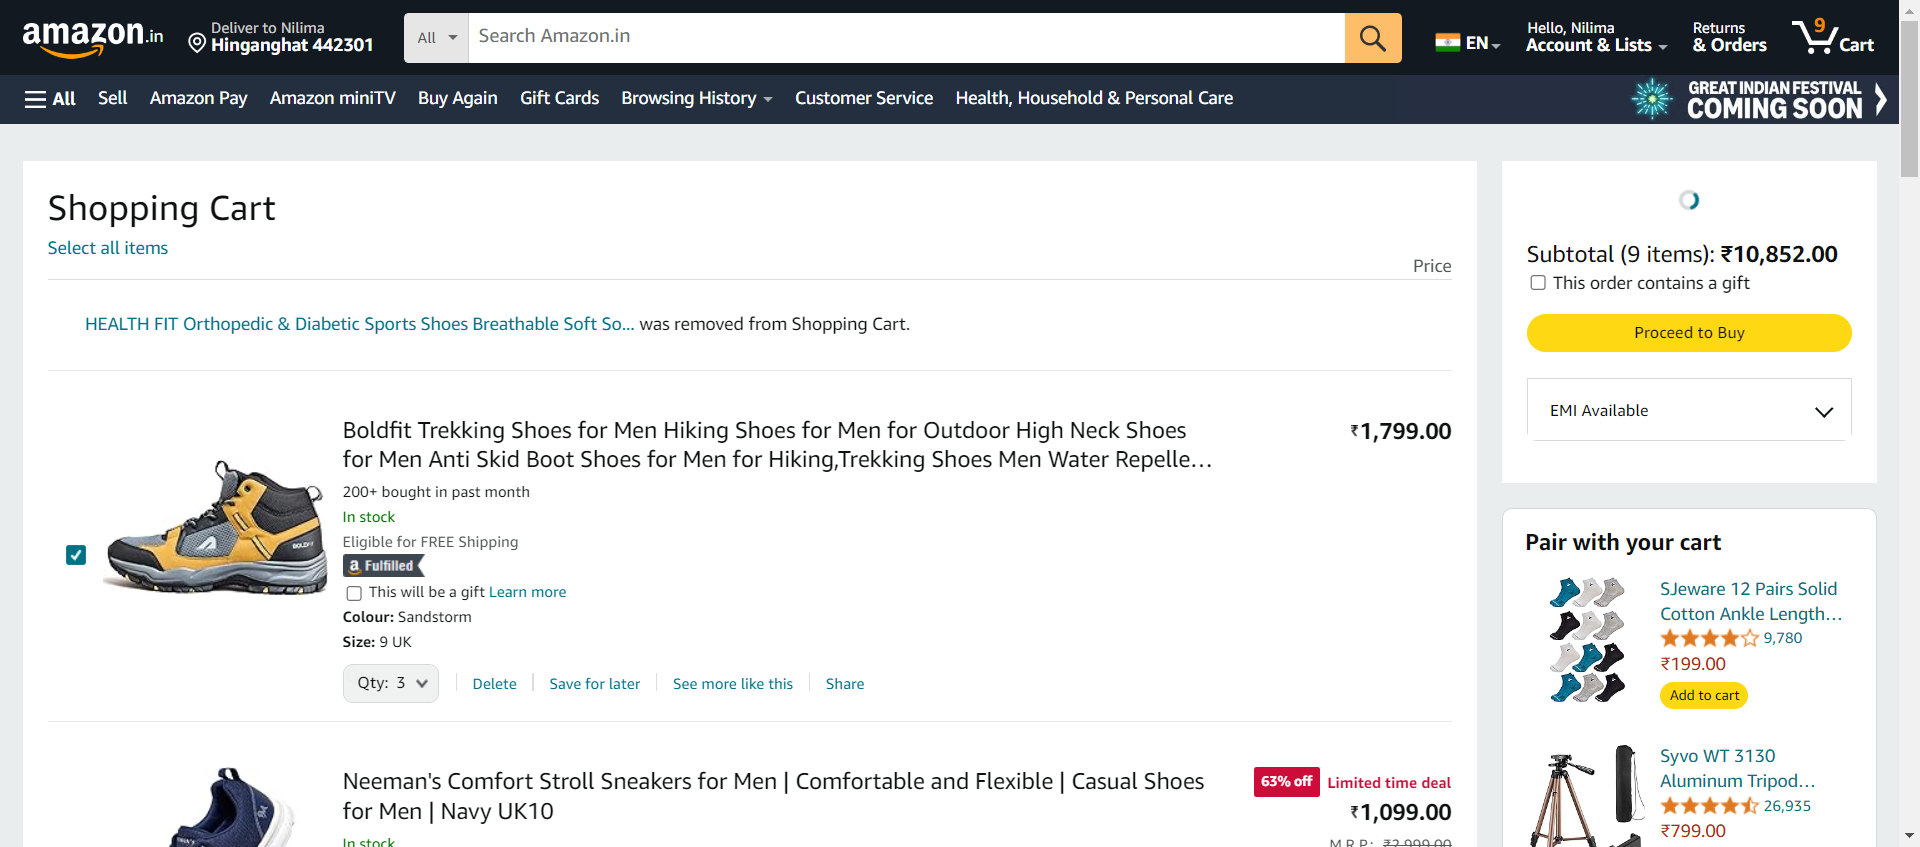 amazon.in
Deliver to Nilima
Hinganghat 442301
All
Search Amazon.in
EN
Hello, Nilima
Account & Lists
Returns
& Orders
9
Cart
All
Sell
Amazon Pay
Amazon miniTV
Buy Again
Gift Cards
Browsing History
Customer Service
Health, Household & Personal Care
GREAT INDIAN FESTIVAL
COMING SOON
Shopping Cart
Select all items
Price
HEALTH FIT Orthopedic & Diabetic Sports Shoes Breathable Soft So... was removed from Shopping Cart.
Boldfit Trekking Shoes for Men Hiking Shoes for Men for Outdoor High Neck Shoes
for Men Anti Skid Boot Shoes for Men for Hiking,Trekking Shoes Men Water Repelle...
₹1,799.00
200+ bought in past month
In stock
Eligible for FREE Shipping
a Fulfilled
This will be a gift Learn more
Colour: Sandstorm
Size: 9 UK
Qty: 3
Delete
Save for later
See more like this
Share
Neeman's Comfort Stroll Sneakers for Men | Comfortable and Flexible | Casual Shoes
for Men | Navy UK10
In stock
63% off
Limited time deal
₹1,099.00
M.R.P.: ₹2,999.00
Subtotal (9 items): ₹10,852.00
This order contains a gift
Proceed to Buy
EMI Available
Pair with your cart
SJeware 12 Pairs Solid
Cotton Ankle Length...
9,780
₹199.00
Add to cart
Syvo WT 3130
Aluminum Tripod...
26,935
₹799.00